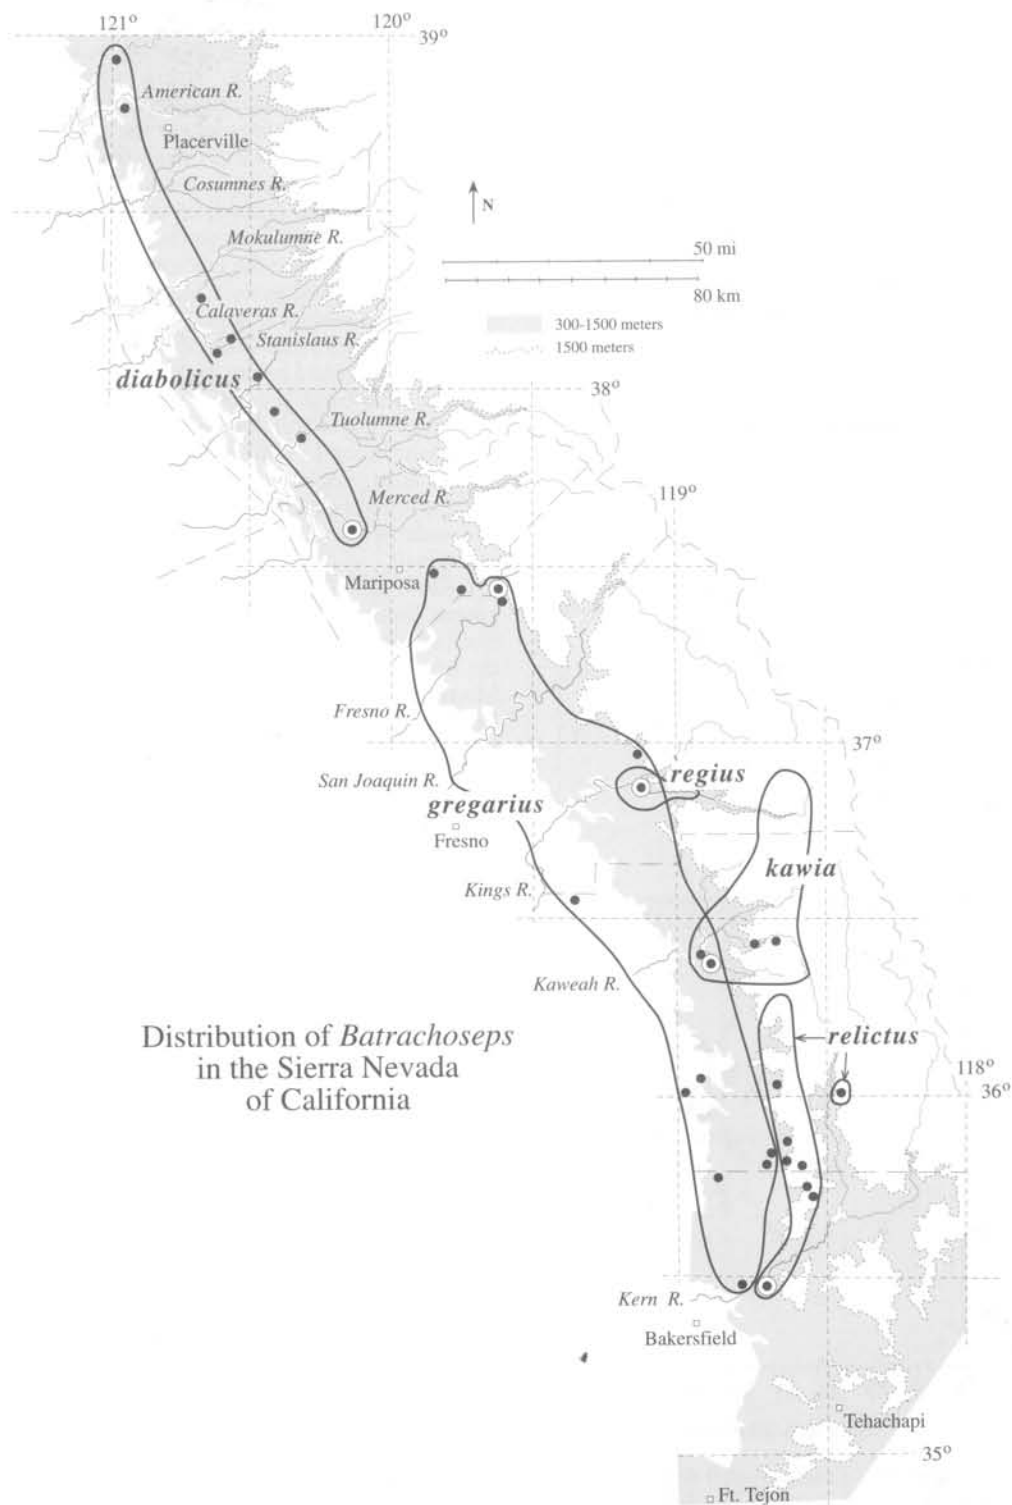 121°
120°
39°
American R.
Placerville
Cosumnes R.
N
Mokulumne R.
50 mi
80 km
Calaveras R.
300-1500 meters
Stanislaus R.
1500 meters
diabolicus
38°
Tuolumne R.
Merced R.
119°
Mariposa
Fresno R.
37°
San Joaquin R.
regius
gregarius
Fresno
kawia
Kings R.
Kaweah R.
Distribution of Batrachoseps
in the Sierra Nevada
of California
relictus
118°
36°
Kern R.
Bakersfield
Tehachapi
35°
Ft. Tejon